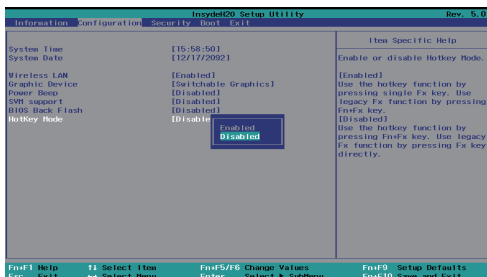 InsydeH20 Setup Utility Rev. 5.0
Information Configuration Security Boot Exit
Item Specific Help
System Time [15:58:50]
System Date [12/17/2092]
Enable or disable Hotkey Mode.
Wireless LAN [Enabled]
Graphic Device [Switchable Graphics]
Power Beep [Disabled]
SVM support [Disabled]
BIOS Back Flash [Disabled]
HotKey Mode [Disable
Enabled
Disabled
[Enabled]
Use the hotkey function by
pressing single Fx key. Use
legacy Fx function by pressing
Fn+Fx key.
[Disabled]
Use the hotkey function by
pressing Fn+Fx key. Use legacy
Fx function by pressing Fx key
directly.
Fn+F1 Help ↑↓ Select Item Fn+F5/F6 Change Values Fn+F9 Setup Defaults
Esc Exit ↔ Select Menu Enter Select ▶ SubMenu Fn+F10 Save and Exit